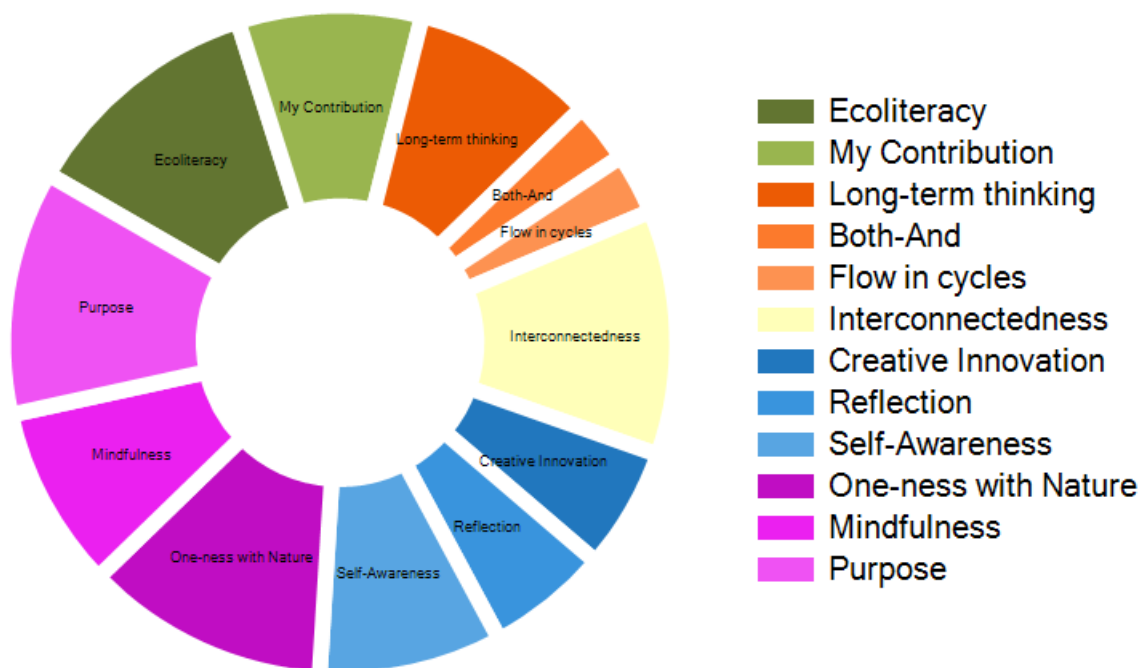 My Contribution
Long-term thinking
Ecoliteracy
Both-And
Flow in cycles
Purpose
Interconnectedness
Mindfulness
Creative Innovation
Reflection
One-ness with Nature
Self-Awareness
Ecoliteracy
My Contribution
Long-term thinking
Both-And
Flow in cycles
Interconnectedness
Creative Innovation
Reflection
Self-Awareness
One-ness with Nature
Mindfulness
Purpose